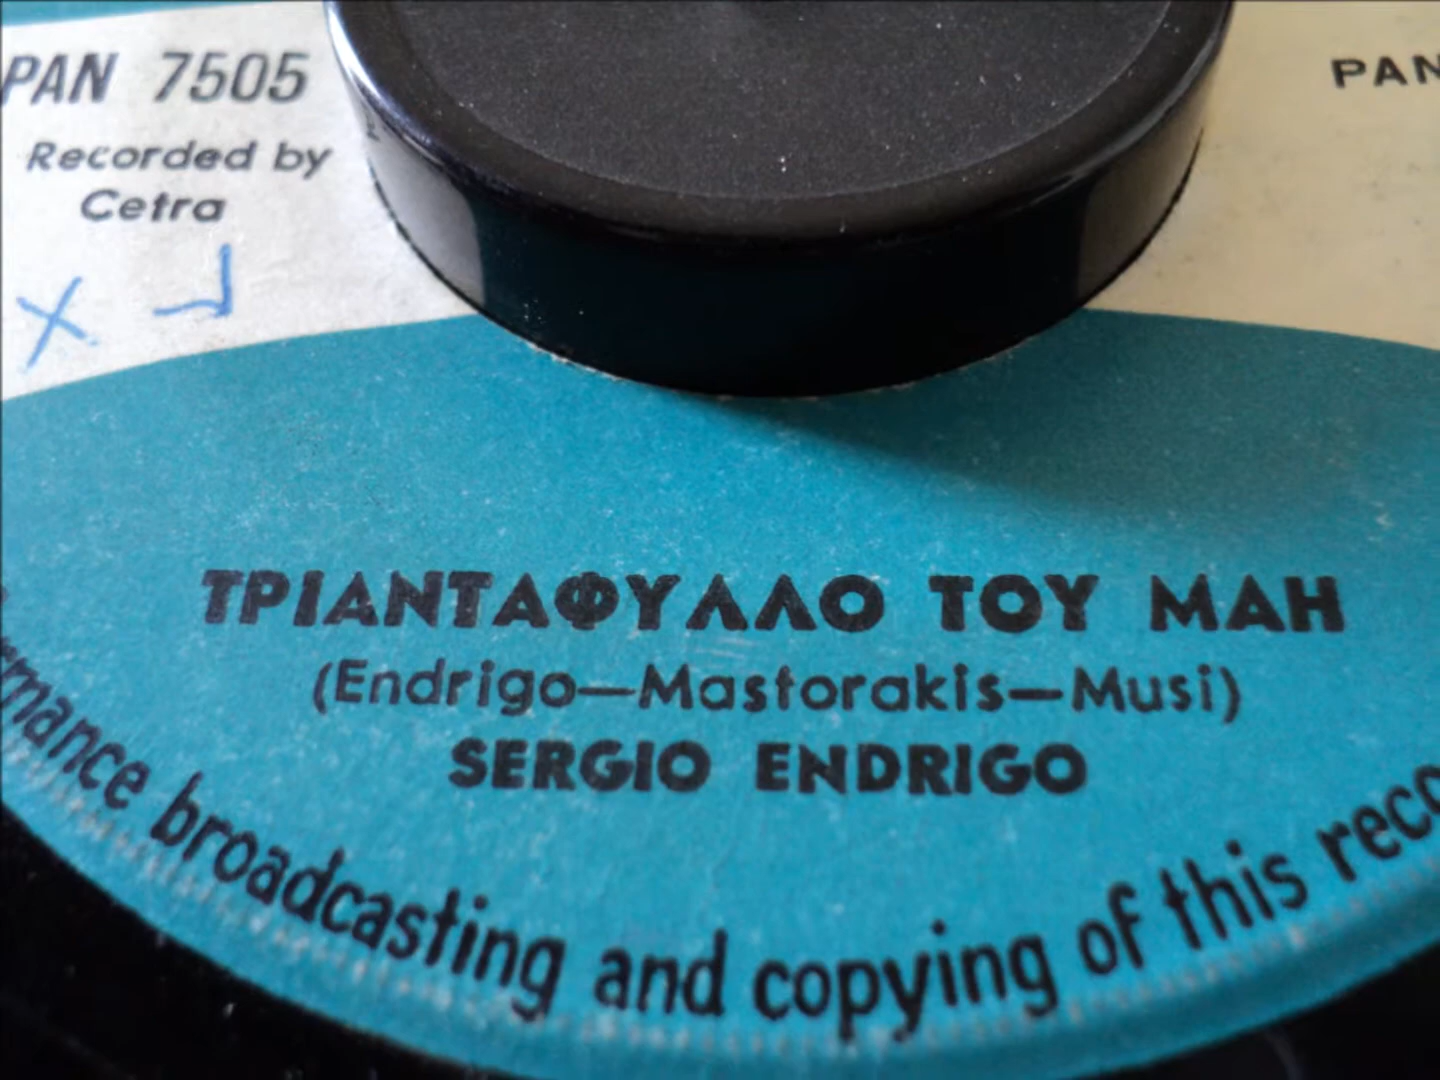 PAN 7505
Recorded by
Cetra
PAN
ΤΡΙΑΝΤΑΦΥΛΛΟ ΤΟΥ ΜΑΗ
(Endrigo—Mastorakis—Musi)
SERGIO ENDRIGO
broadcasting and copying of this